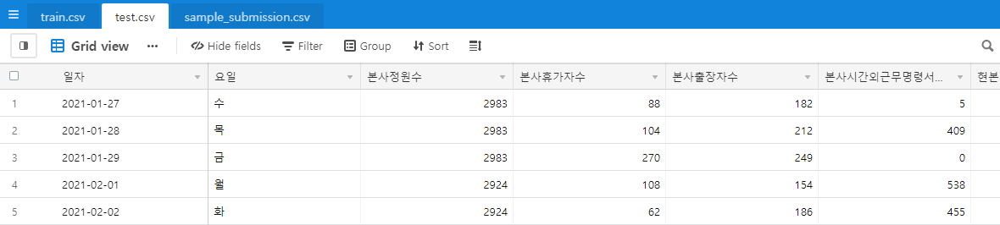 train.csv test.csv sample_submission.csv
Grid view ... Hide fields Filter Group Sort
일자 요일 본사정원수 본사휴가자수 본사출장자수 본사시간외근무명령서... 현본
1 2021-01-27 수 2983 88 182 5
2 2021-01-28 목 2983 104 212 409
3 2021-01-29 금 2983 270 249 0
4 2021-02-01 월 2924 108 154 538
5 2021-02-02 화 2924 62 186 455